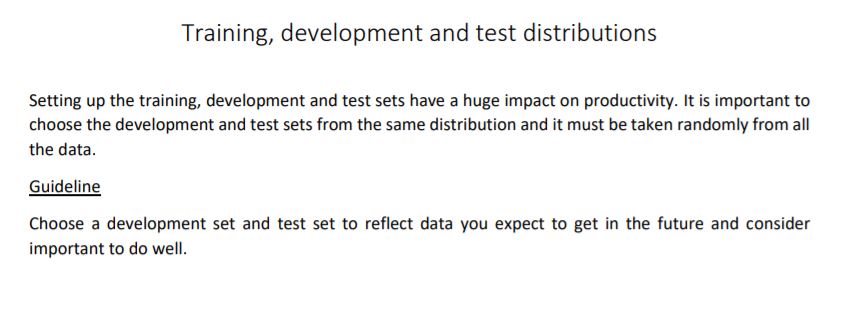 Training, development and test distributions
Setting up the training, development and test sets have a huge impact on productivity. It is important to
choose the development and test sets from the same distribution and it must be taken randomly from all
the data.
Guideline
Choose a development set and test set to reflect data you expect to get in the future and consider
important to do well.